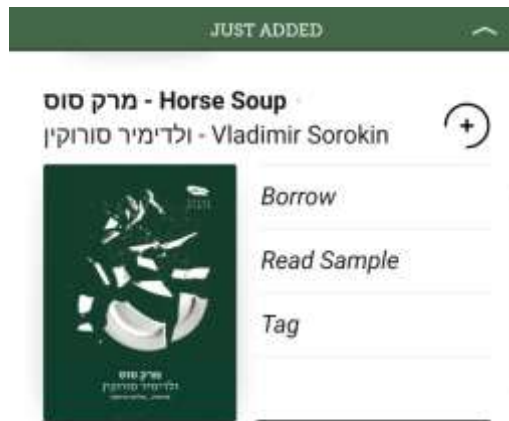 JUST ADDED
מרק סוס - Horse Soup
ולדימיר סורוקין - Vladimir Sorokin
Borrow
Read Sample
Tag
מרק סוס
ולדימיר סורוקין